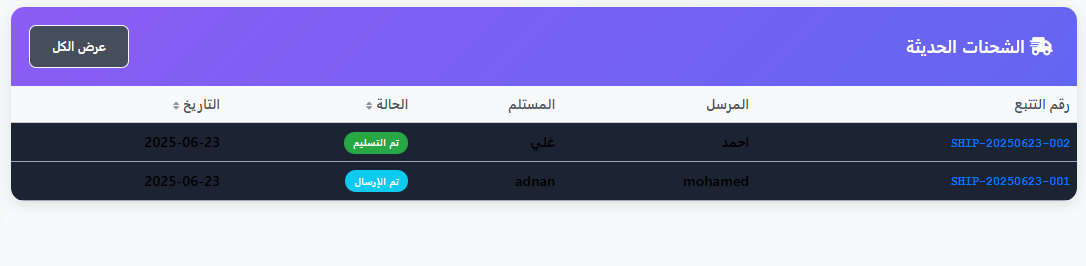 الشحنات الحديثة
عرض الكل
رقم التتبع المرسل المستلم الحالة التاريخ
SHIP-20250623-002 احمد غلي تم التسليم 2025-06-23
SHIP-20250623-001 mohamed adnan تم الإرسال 2025-06-23